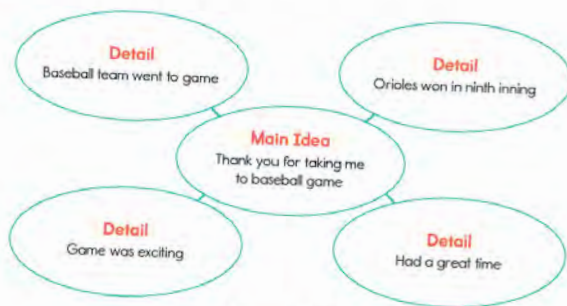 Detail
Baseball team went to game
Detail
Orioles won in ninth inning
Main Idea
Thank you for taking me
to baseball game
Detail
Game was exciting
Detail
Had a great time